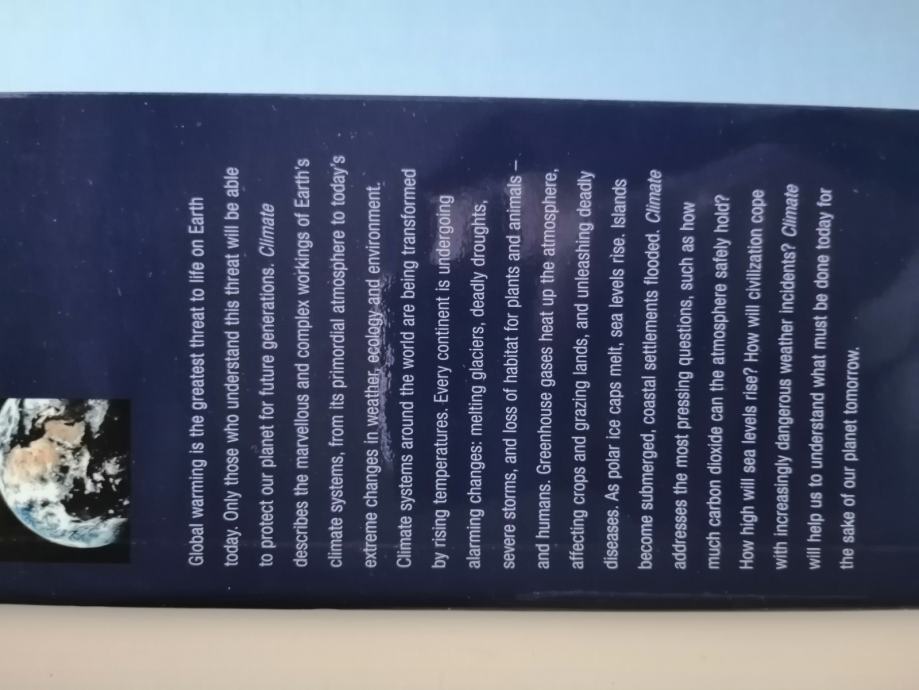 Global warming is the greatest threat to life on Earth
today. Only those who understand this threat will be able
to protect our planet for future generations. Climate
describes the marvellous and complex workings of Earth's
climate systems, from its primordial atmosphere to today's
extreme changes in weather, ecology and environment.
Climate systems around the world are being transformed
by rising temperatures. Every continent is undergoing
alarming changes: melting glaciers, deadly droughts,
severe storms, and loss of habitat for plants and animals –
and humans. Greenhouse gases heat up the atmosphere,
affecting crops and grazing lands, and unleashing deadly
diseases. As polar ice caps melt, sea levels rise. Islands
become submerged, coastal settlements flooded. Climate
addresses the most pressing questions, such as how
much carbon dioxide can the atmosphere safely hold?
How high will sea levels rise? How will civilization cope
with increasingly dangerous weather incidents? Climate
will help us to understand what must be done today for
the sake of our planet tomorrow.